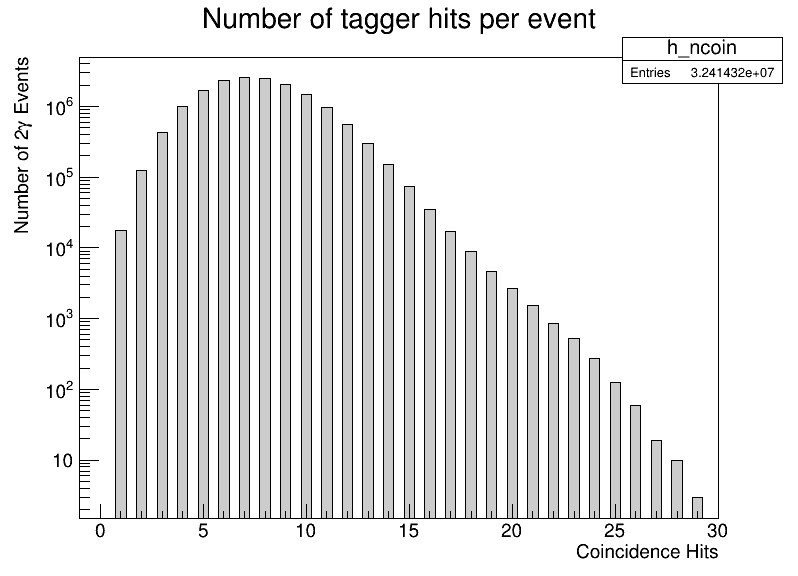 Number of tagger hits per event
h_ncoin
Entries 3.241432e+07
Number of 2γ Events
10⁶
10⁵
10⁴
10³
10²
10
0 5 10 15 20 25 30
Coincidence Hits